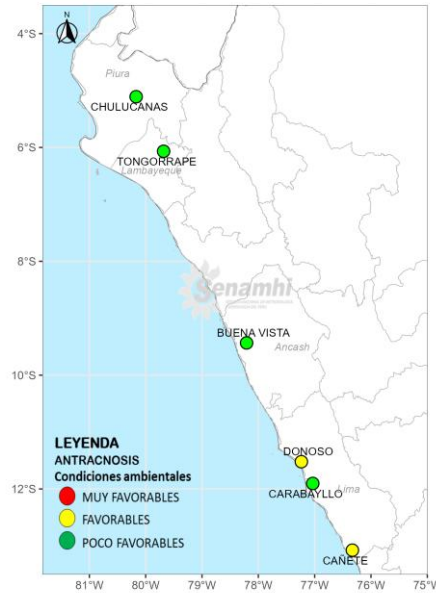 N
4°S
Piura
CHULUCANAS
6°S
TONGORRAPE
Lambayeque
8°S
Senamhi
BUENA VISTA
Ancash
10°S
LEYENDA
ANTRACNOSIS
Condiciones ambientales
MUY FAVORABLES
FAVORABLES
POCO FAVORABLES
DONOSO
12°S
CARABAYLLO
Lima
CAÑETE
81°W 80°W 79°W 78°W 77°W 76°W 75°W